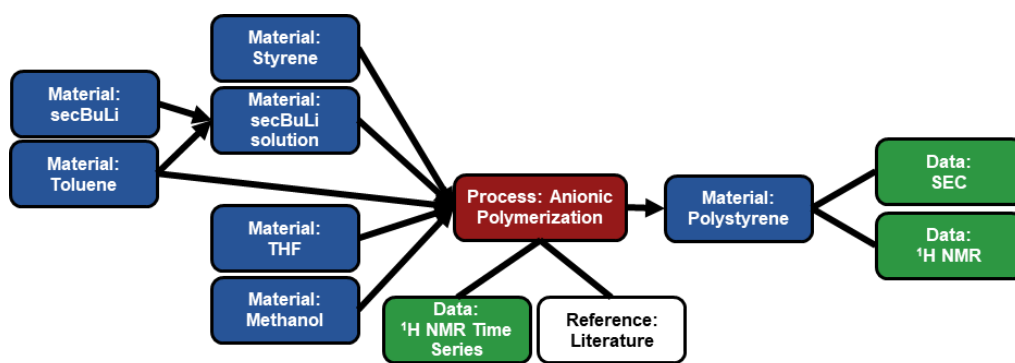 Material:
Styrene
Material:
secBuLi
Material:
secBuLi
solution
Material:
Toluene
Material:
THF
Material:
Methanol
Process: Anionic
Polymerization
Data:
¹H NMR Time
Series
Reference:
Literature
Material:
Polystyrene
Data:
SEC
Data:
¹H NMR